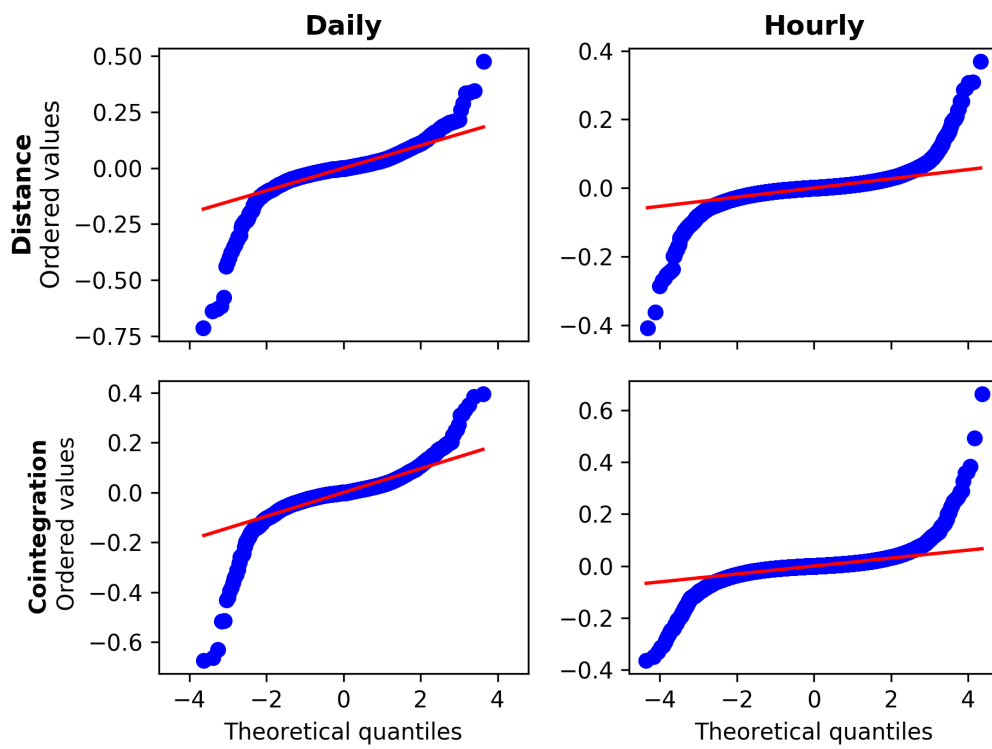 Daily
Hourly
Distance
Ordered values
0.50
0.25
0.00
−0.25
−0.50
−0.75
0.4
0.2
0.0
−0.2
−0.4
Cointegration
Ordered values
0.4
0.2
0.0
−0.2
−0.4
−0.6
0.6
0.4
0.2
0.0
−0.2
−0.4
−4 −2 0 2 4
−4 −2 0 2 4
Theoretical quantiles
Theoretical quantiles